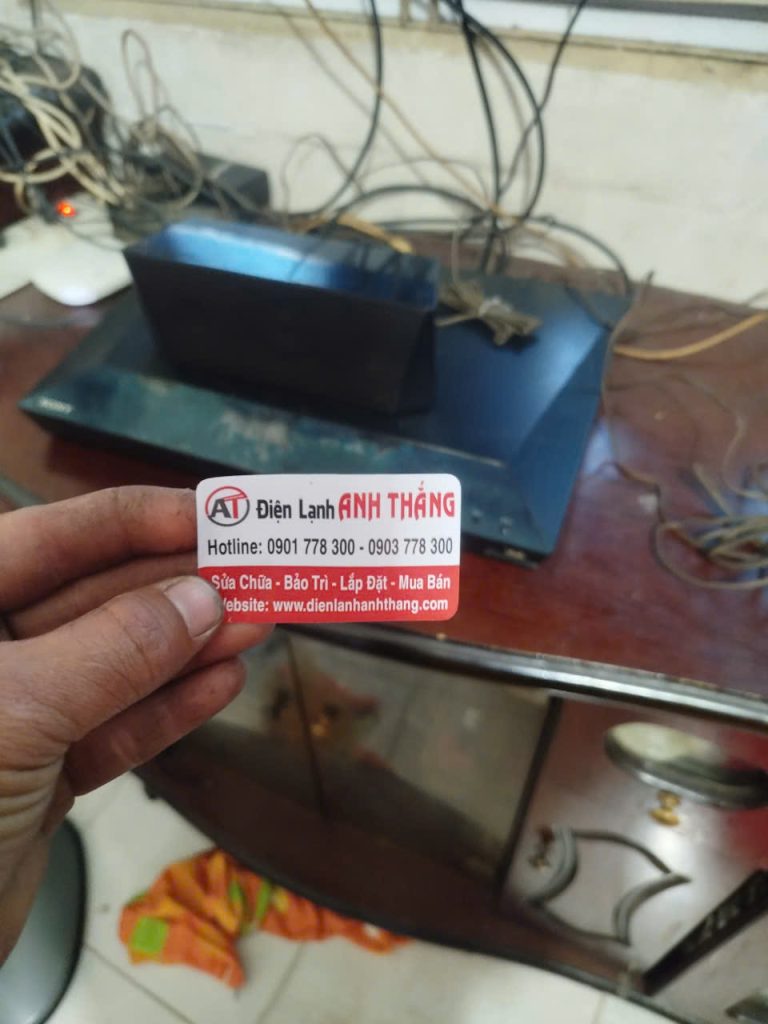 AT Điện Lạnh ANH THẮNG
Hotline: 0901 778 300 - 0903 778 300
Sửa Chữa - Bảo Trì - Lắp Đặt - Mua Bán
Website: www.dienlanhanhthang.com